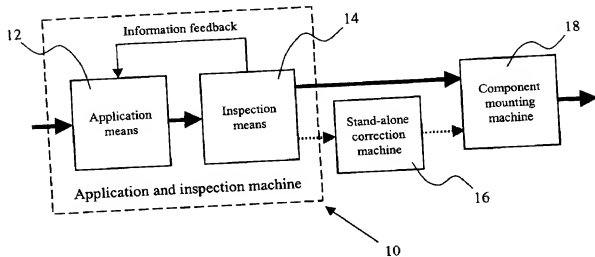 Information feedback
12
14
18
Application
means
Inspection
means
Component
mounting
machine
Stand-alone
correction
machine
Application and inspection machine
16
10